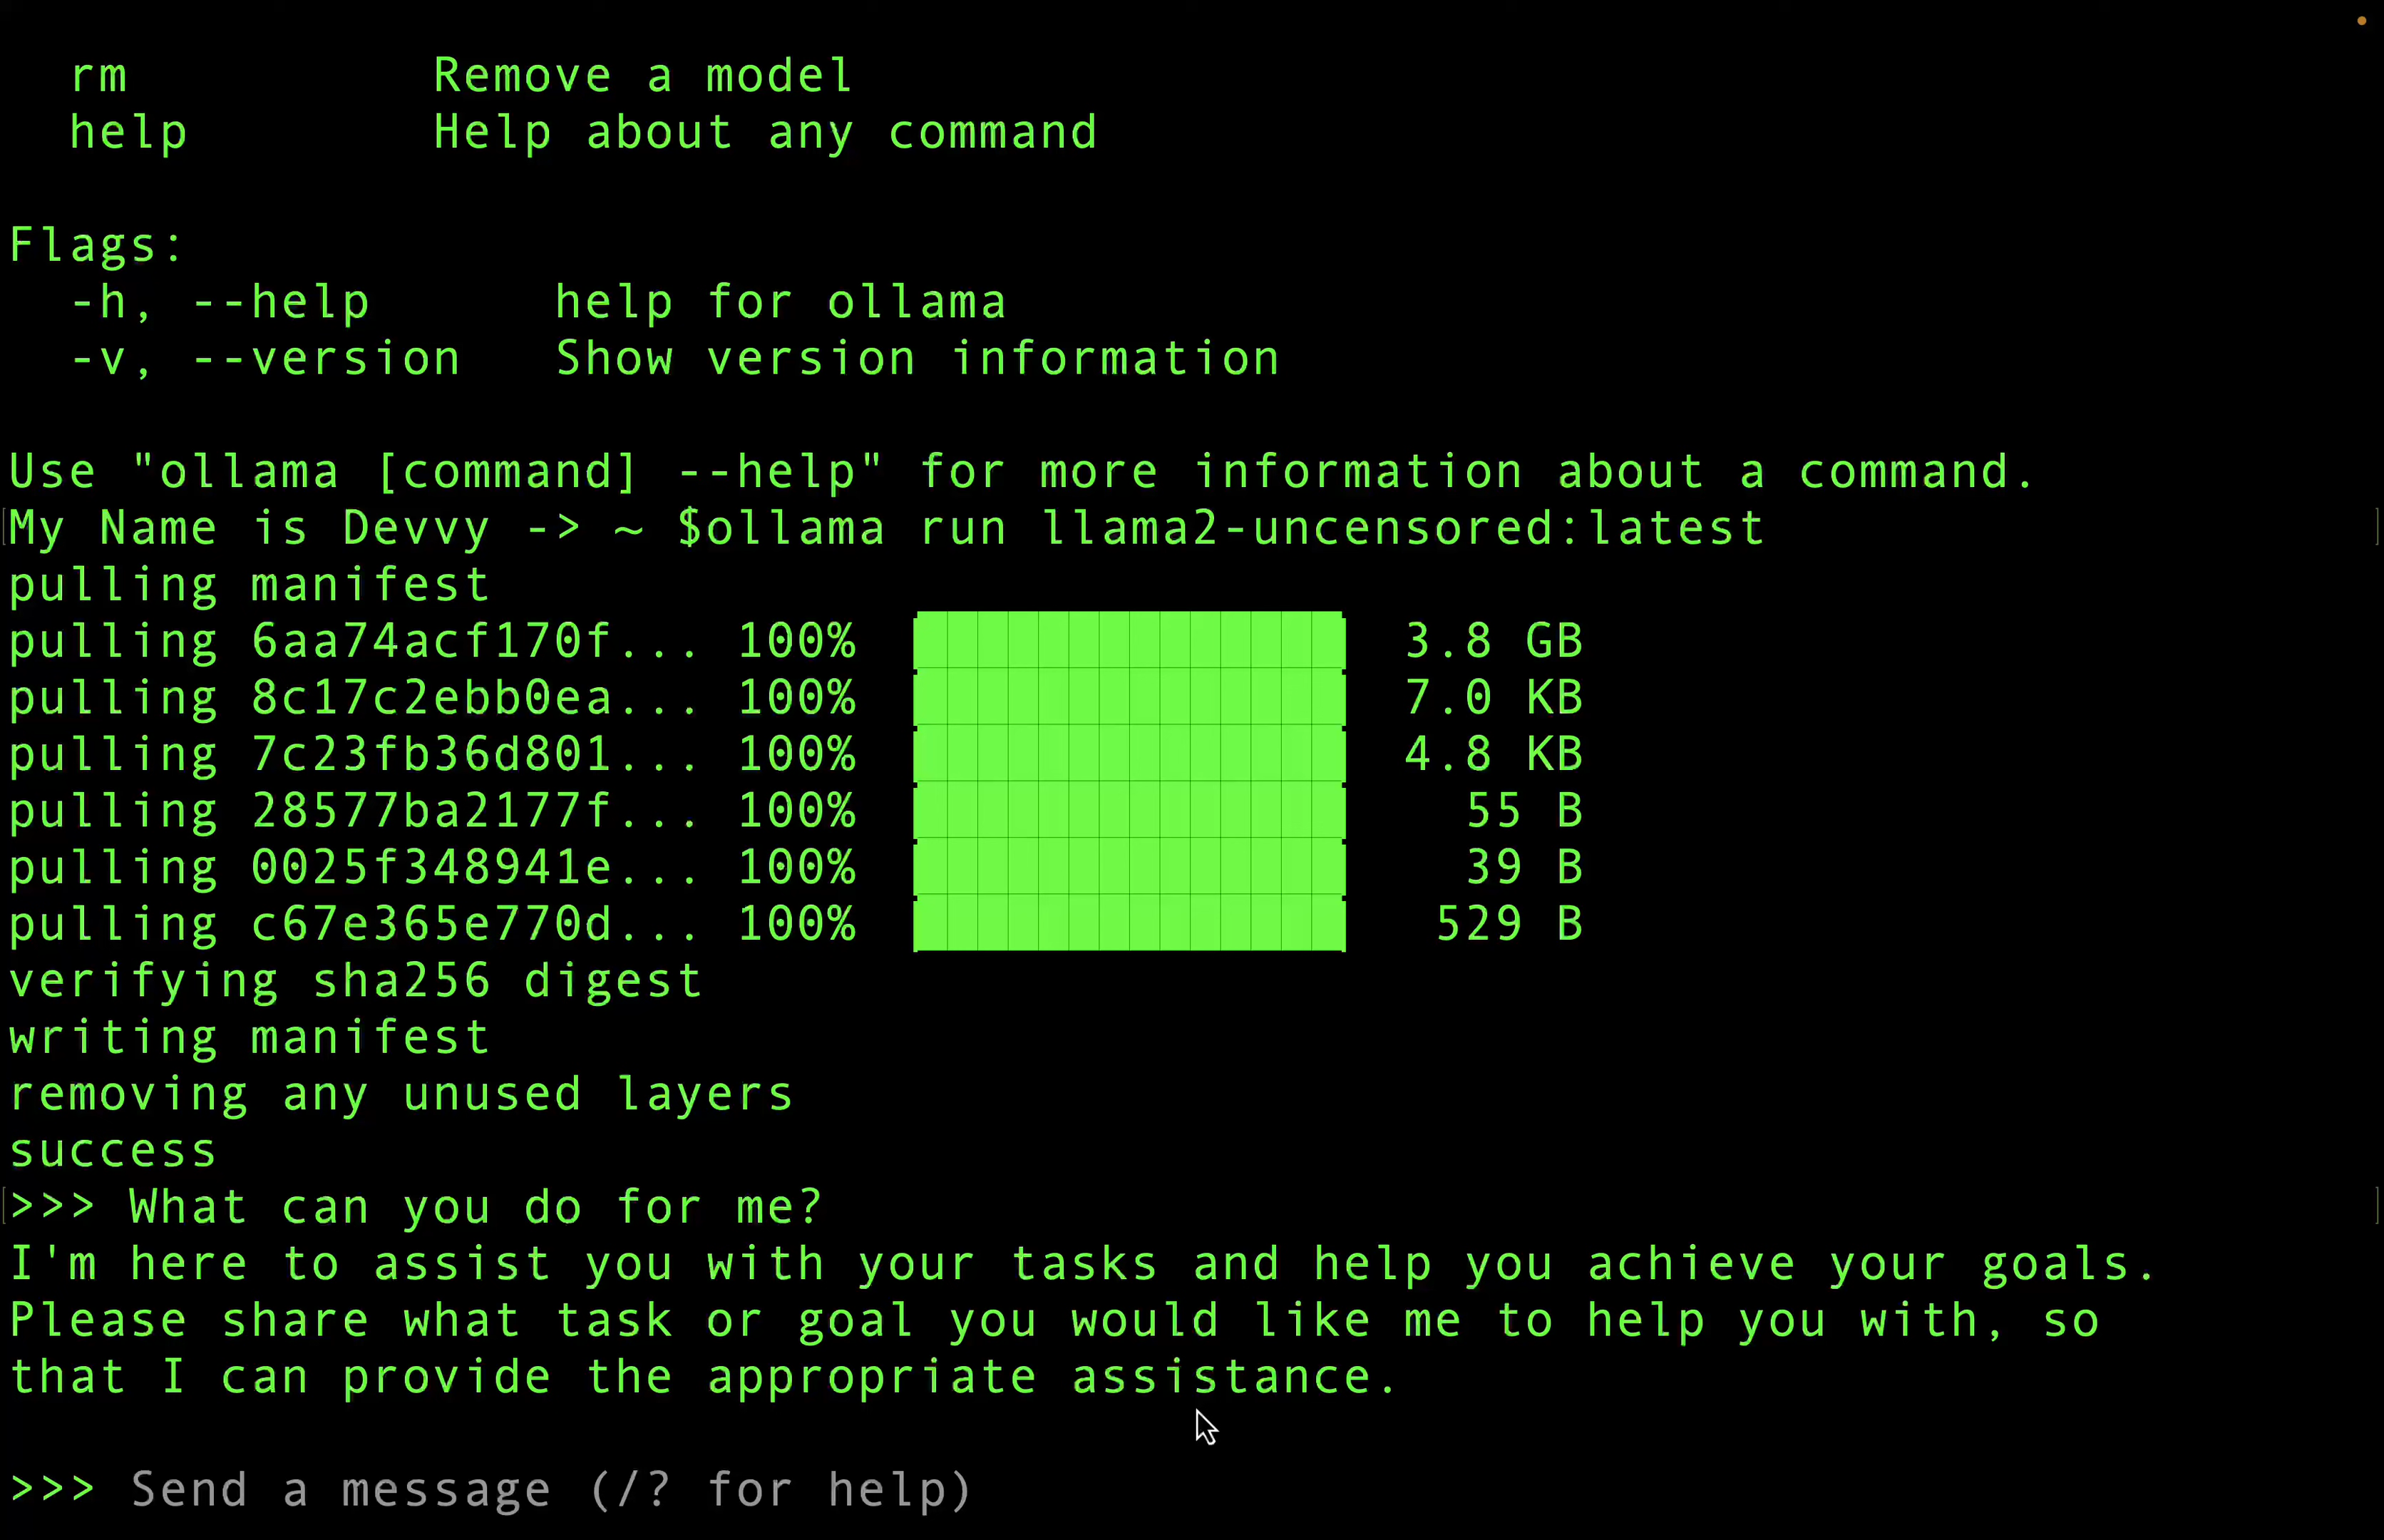 rm Remove a model
help Help about any command
Flags:
-h, --help help for ollama
-v, --version Show version information
Use "ollama [command] --help" for more information about a command.
[My Name is Devvy -> ~ $ollama run llama2-uncensored:latest ]
pulling manifest
pulling 6aa74acf170f... 100% 3.8 GB
pulling 8c17c2ebb0ea... 100% 7.0 KB
pulling 7c23fb36d801... 100% 4.8 KB
pulling 28577ba2177f... 100% 55 B
pulling 0025f348941e... 100% 39 B
pulling c67e365e770d... 100% 529 B
verifying sha256 digest
writing manifest
removing any unused layers
success
[>>> What can you do for me? ]
I'm here to assist you with your tasks and help you achieve your goals.
Please share what task or goal you would like me to help you with, so
that I can provide the appropriate assistance.
>>> Send a message (/? for help)